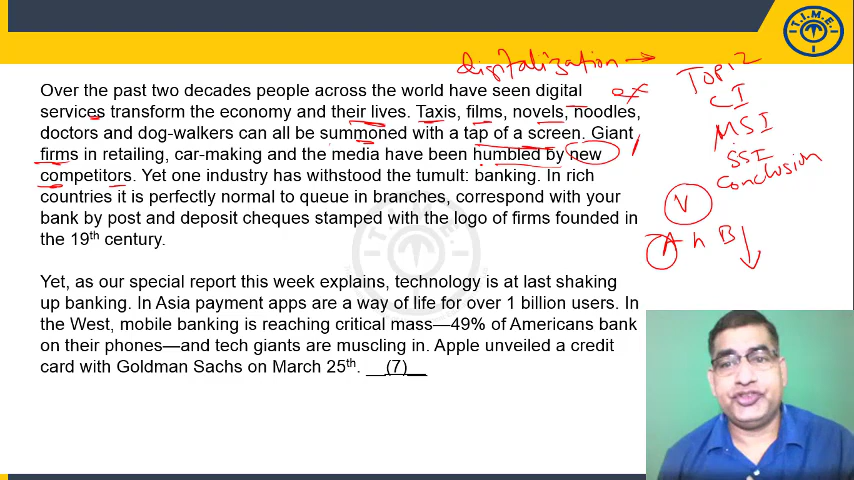 T.I.M.E.
digitalization →
Topic
CI
MSI
SSI
Conclusion
V
A h B
ex
Over the past two decades people across the world have seen digital
services transform the economy and their lives. Taxis, films, novels, noodles,
doctors and dog-walkers can all be summoned with a tap of a screen. Giant
firms in retailing, car-making and the media have been humbled by new
competitors. Yet one industry has withstood the tumult: banking. In rich
countries it is perfectly normal to queue in branches, correspond with your
bank by post and deposit cheques stamped with the logo of firms founded in
the 19th century.
Yet, as our special report this week explains, technology is at last shaking
up banking. In Asia payment apps are a way of life for over 1 billion users. In
the West, mobile banking is reaching critical mass—49% of Americans bank
on their phones—and tech giants are muscling in. Apple unveiled a credit
card with Goldman Sachs on March 25th. __(7)__